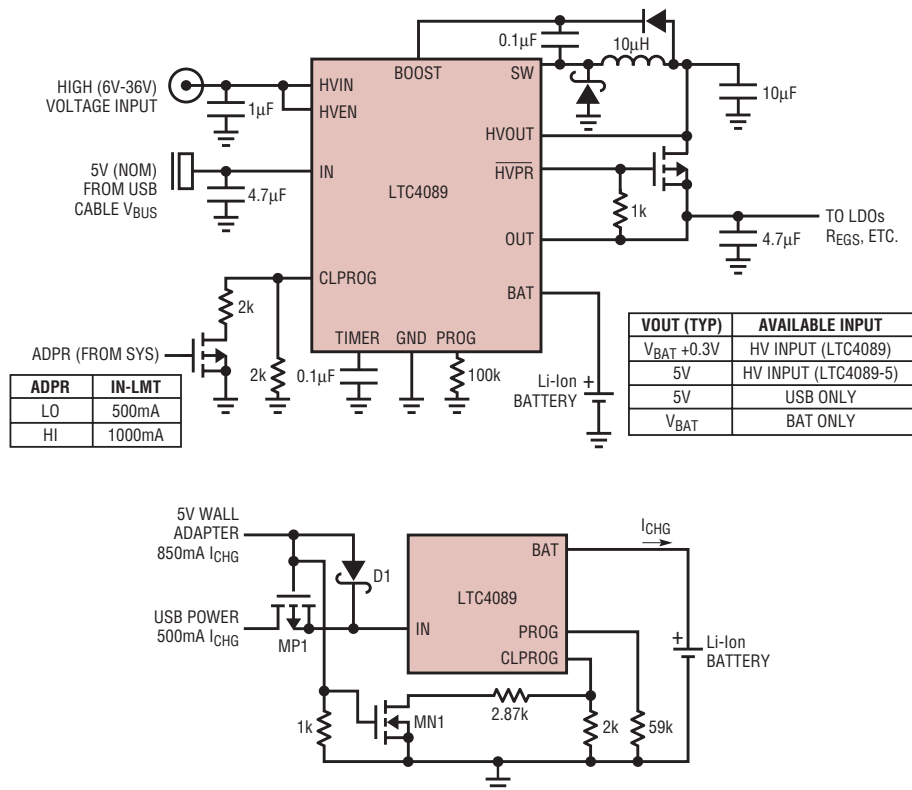 0.1µF
10µH
BOOST
SW
HIGH (6V-36V)
VOLTAGE INPUT
HVIN
1µF
HVEN
10µF
HVOUT
5V (NOM)
FROM USB
CABLE VBUS
IN
4.7µF
LTC4089
HVPR
1k
TO LDOs
REGS, ETC.
OUT
4.7µF
CLPROG
2k
BAT
ADPR (FROM SYS)
TIMER
GND
PROG
2k
0.1µF
100k
Li-Ion
BATTERY
+
ADPR IN-LMT
LO 500mA
HI 1000mA
VOUT (TYP) AVAILABLE INPUT
VBAT +0.3V HV INPUT (LTC4089)
5V HV INPUT (LTC4089-5)
5V USB ONLY
VBAT BAT ONLY
5V WALL
ADAPTER
850mA ICHG
D1
USB POWER
500mA ICHG
MP1
LTC4089
BAT
IN
PROG
CLPROG
ICHG
+
Li-Ion
BATTERY
1k
MN1
2.87k
2k
59k